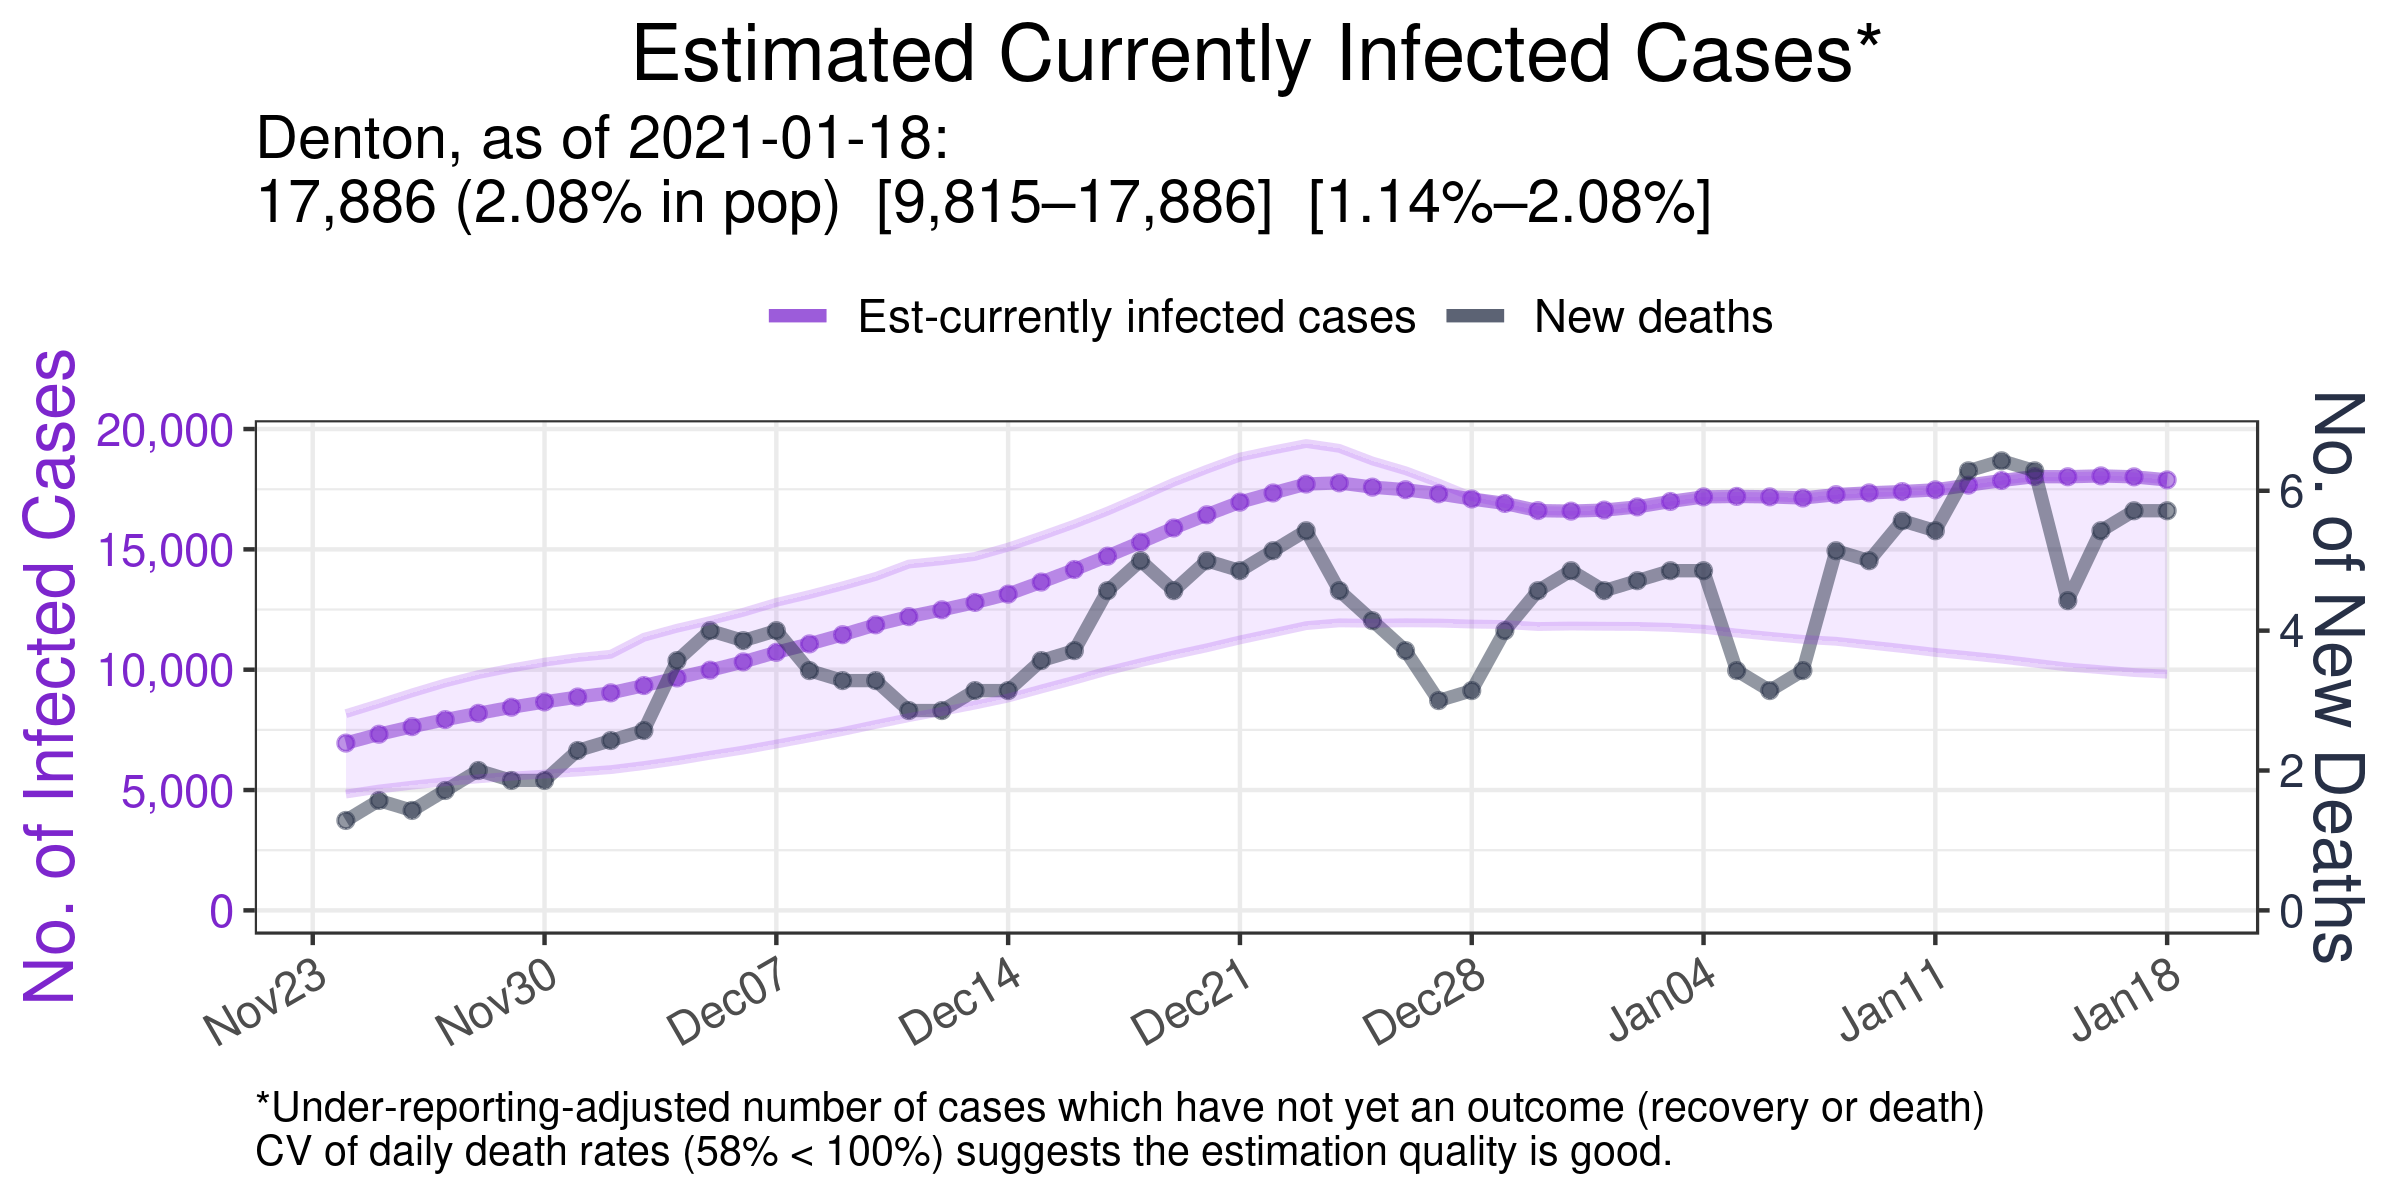 Estimated Currently Infected Cases*
Denton, as of 2021-01-18:
17,886 (2.08% in pop)  [9,815–17,886]  [1.14%–2.08%]
Est-currently infected cases
New deaths
No. of Infected Cases
20,000
15,000
10,000
5,000
0
6
4
2
0
No. of New Deaths
Nov23
Nov30
Dec07
Dec14
Dec21
Dec28
Jan04
Jan11
Jan18
*Under-reporting-adjusted number of cases which have not yet an outcome (recovery or death)
CV of daily death rates (58% < 100%) suggests the estimation quality is good.